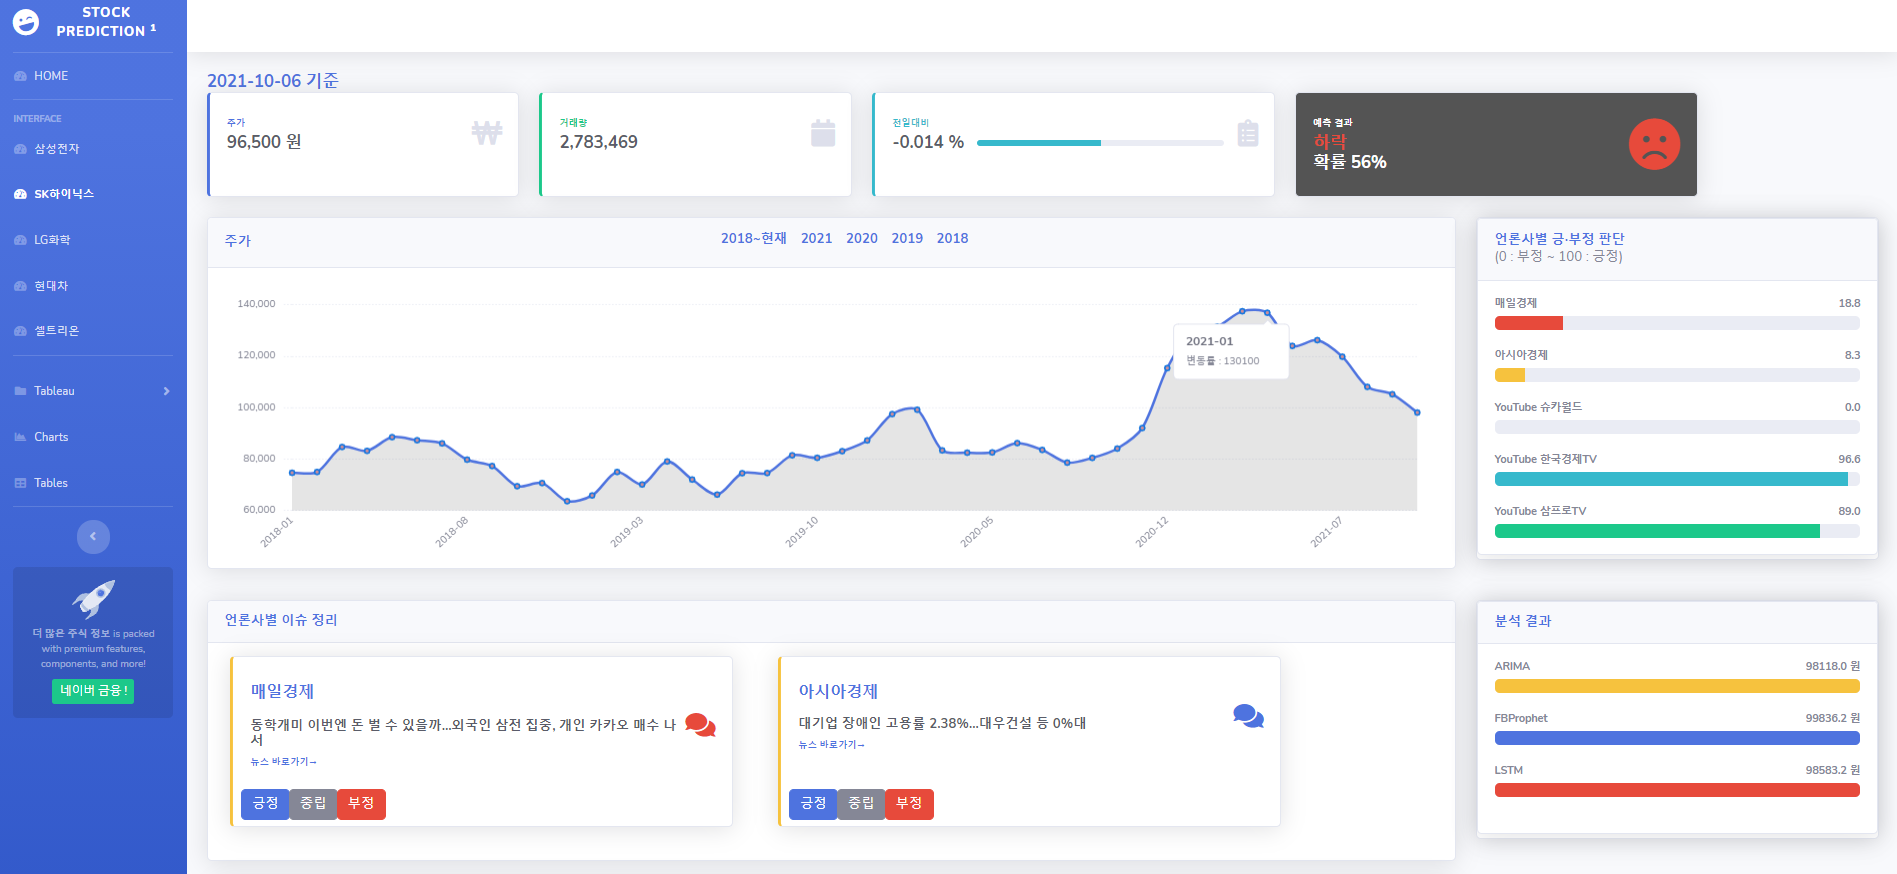 STOCK
PREDICTION 1
HOME
INTERFACE
삼성전자
SK하이닉스
LG화학
현대차
셀트리온
Tableau
Charts
Tables
더 많은 주식 정보 is packed
with premium features,
components, and more!
네이버 금융 !
2021-10-06 기준
주가
96,500 원
거래량
2,783,469
전일대비
-0.014 %
예측 결과
하락
확률 56%
주가
2018~현재 2021 2020 2019 2018
140,000
120,000
100,000
80,000
60,000
2021-01
변동률 : 130100
2018-01
2018-08
2019-03
2019-10
2020-05
2020-12
2021-07
언론사별 긍·부정 판단
(0 : 부정 ~ 100 : 긍정)
매일경제 18.8
아시아경제 8.3
YouTube 슈카월드 0.0
YouTube 한국경제TV 96.6
YouTube 삼프로TV 89.0
언론사별 이슈 정리
매일경제
동학개미 이번엔 돈 벌 수 있을까...외국인 삼전 집중, 개인 카카오 매수 나
서
뉴스 바로가기→
긍정 중립 부정
아시아경제
대기업 장애인 고용률 2.38%...대우건설 등 0%대
뉴스 바로가기→
긍정 중립 부정
분석 결과
ARIMA 98118.0 원
FBProphet 99836.2 원
LSTM 98583.2 원